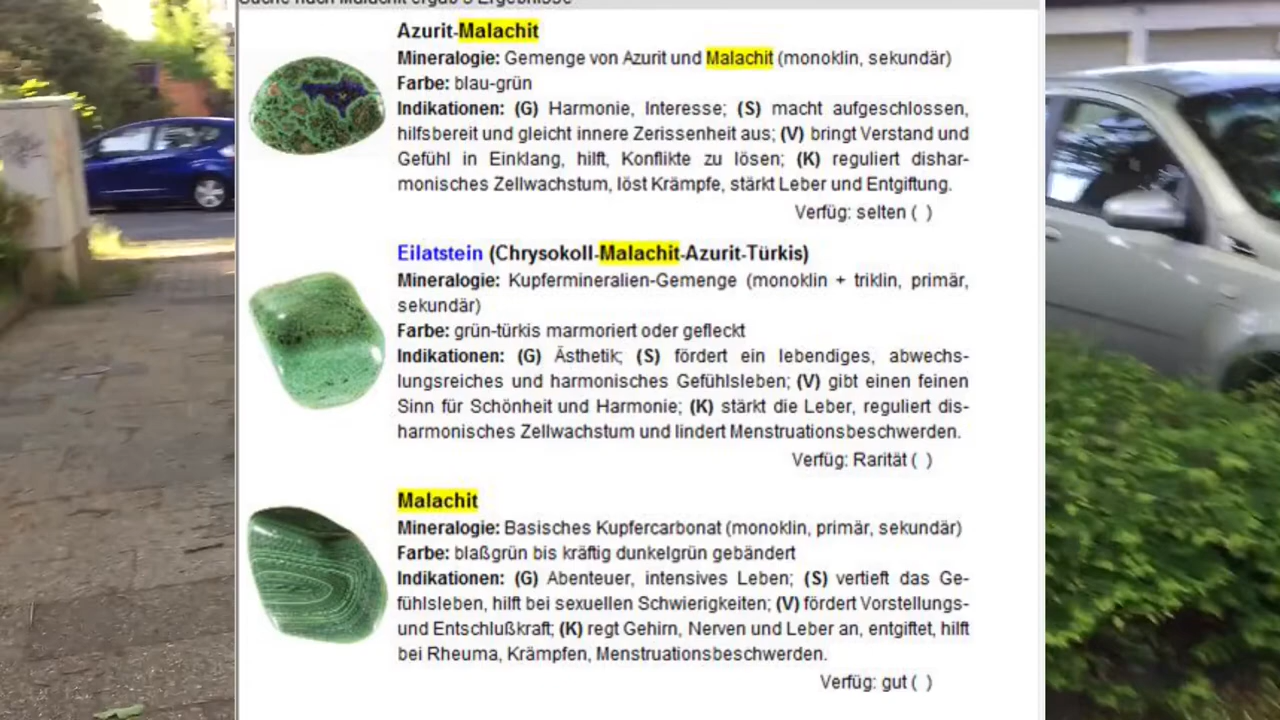 Suche nach Malachit ergab 3 Ergebnisse
Azurit-Malachit
Mineralogie: Gemenge von Azurit und Malachit (monoklin, sekundär)
Farbe: blau-grün
Indikationen: (G) Harmonie, Interesse; (S) macht aufgeschlossen,
hilfsbereit und gleicht innere Zerissenheit aus; (V) bringt Verstand und
Gefühl in Einklang, hilft, Konflikte zu lösen; (K) reguliert dishar-
monisches Zellwachstum, löst Krämpfe, stärkt Leber und Entgiftung.
Verfüg: selten ( )
Eilatstein (Chrysokoll-Malachit-Azurit-Türkis)
Mineralogie: Kupfermineralien-Gemenge (monoklin + triklin, primär,
sekundär)
Farbe: grün-türkis marmoriert oder gefleckt
Indikationen: (G) Ästhetik; (S) fördert ein lebendiges, abwechs-
lungsreiches und harmonisches Gefühlsleben; (V) gibt einen feinen
Sinn für Schönheit und Harmonie; (K) stärkt die Leber, reguliert dis-
harmonisches Zellwachstum und lindert Menstruationsbeschwerden.
Verfüg: Rarität ( )
Malachit
Mineralogie: Basisches Kupfercarbonat (monoklin, primär, sekundär)
Farbe: blaßgrün bis kräftig dunkelgrün gebändert
Indikationen: (G) Abenteuer, intensives Leben; (S) vertieft das Ge-
fühlsleben, hilft bei sexuellen Schwierigkeiten; (V) fördert Vorstellungs-
und Entschlußkraft; (K) regt Gehirn, Nerven und Leber an, entgiftet, hilft
bei Rheuma, Krämpfen, Menstruationsbeschwerden.
Verfüg: gut ( )